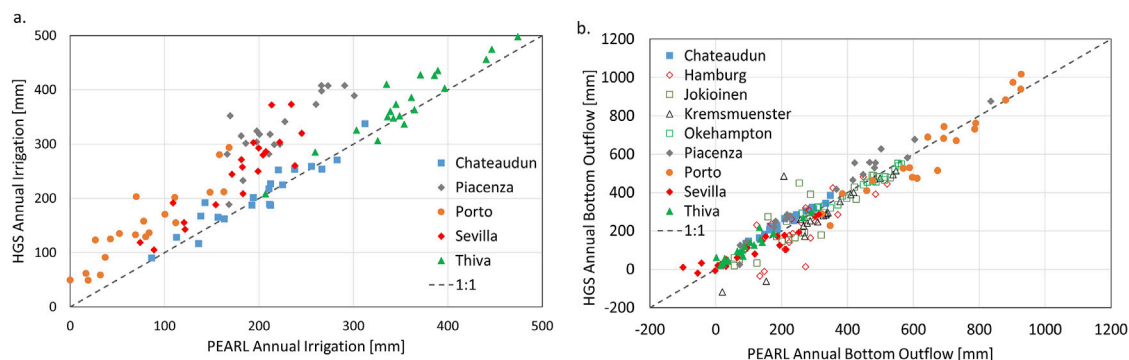 a.
HGS Annual Irrigation [mm]
500
400
300
200
100
0
0 100 200 300 400 500
PEARL Annual Irrigation [mm]
Chateaudun
Piacenza
Porto
Sevilla
Thiva
1:1
b.
HGS Annual Bottom Outflow [mm]
1200
1000
800
600
400
200
0
-200
-200 0 200 400 600 800 1000 1200
PEARL Annual Bottom Outflow [mm]
Chateaudun
Hamburg
Jokioinen
Kremsmuenster
Okehampton
Piacenza
Porto
Sevilla
Thiva
1:1